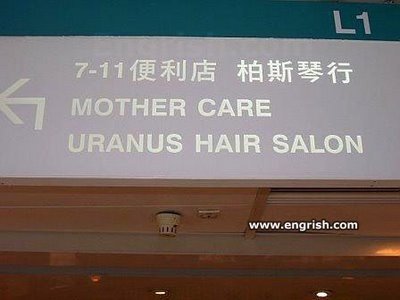 L1
7-11便利店 柏斯琴行
MOTHER CARE
URANUS HAIR SALON
www.engrish.com